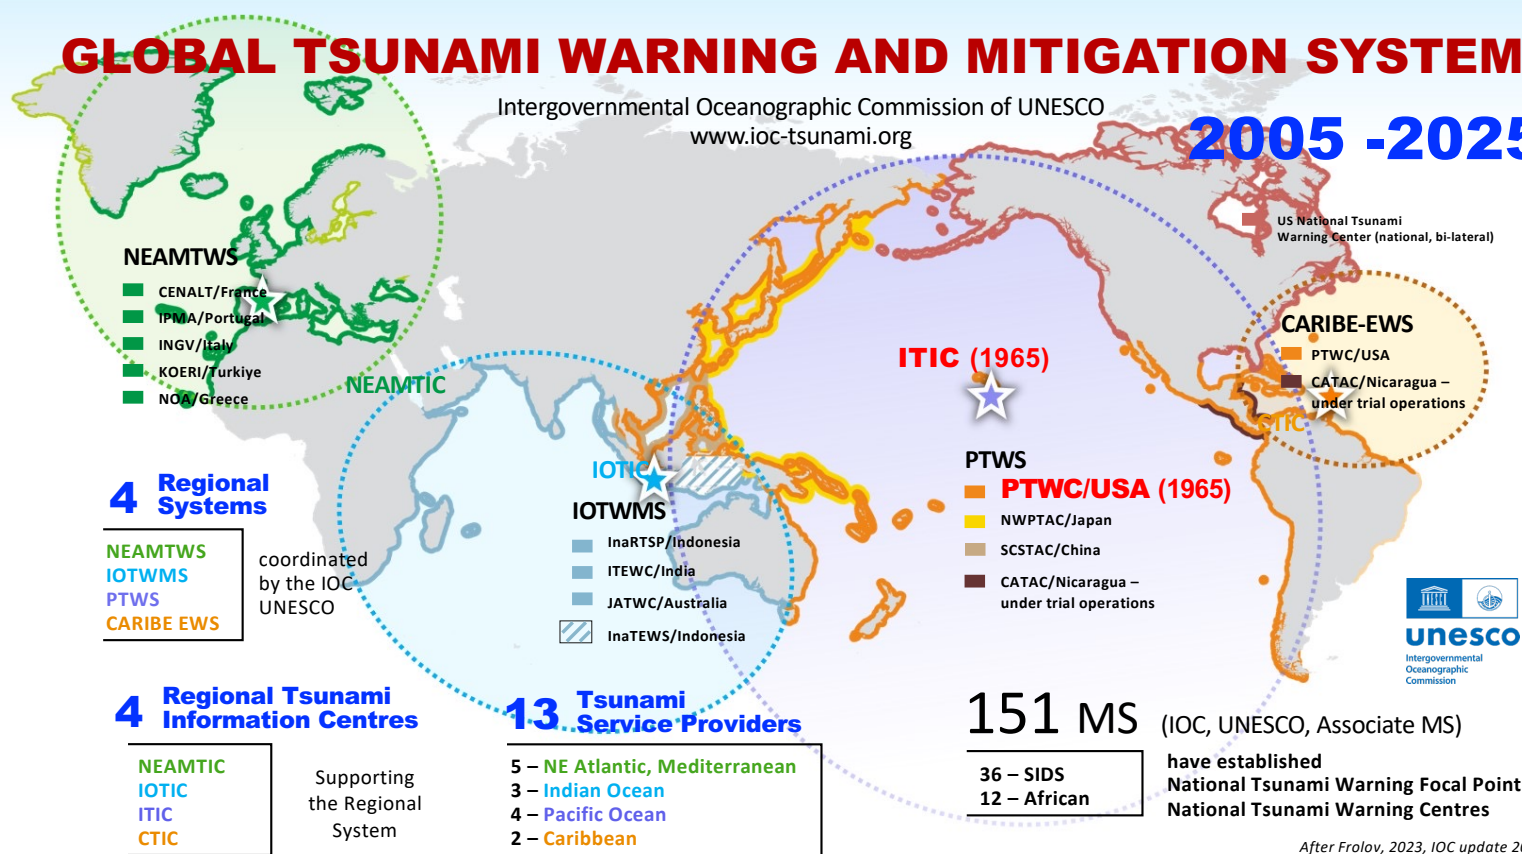 GLOBAL TSUNAMI WARNING AND MITIGATION SYSTEM
Intergovernmental Oceanographic Commission of UNESCO
www.ioc-tsunami.org
2005 -2025
US National Tsunami
Warning Center (national, bi-lateral)
NEAMTWS
CENALT/France
IPMA/Portugal
INGV/Italy
KOERI/Turkiye
NOA/Greece
NEAMTIC
CARIBE-EWS
PTWC/USA
CATAC/Nicaragua –
under trial operations
CTIC
ITIC (1965)
PTWS
PTWC/USA (1965)
NWPTAC/Japan
SCSTAC/China
CATAC/Nicaragua –
under trial operations
IOTIC
IOTWMS
InaRTSP/Indonesia
ITEWC/India
JATWC/Australia
InaTEWS/Indonesia
4 Regional
Systems
NEAMTWS
IOTWMS
PTWS
CARIBE EWS
coordinated
by the IOC
UNESCO
unesco
Intergovernmental
Oceanographic
Commission
4 Regional Tsunami
Information Centres
NEAMTIC
IOTIC
ITIC
CTIC
Supporting
the Regional
System
13 Tsunami
Service Providers
5 – NE Atlantic, Mediterranean
3 – Indian Ocean
4 – Pacific Ocean
2 – Caribbean
151 MS (IOC, UNESCO, Associate MS)
36 – SIDS
12 – African
have established
National Tsunami Warning Focal Point
National Tsunami Warning Centres
After Frolov, 2023, IOC update 20